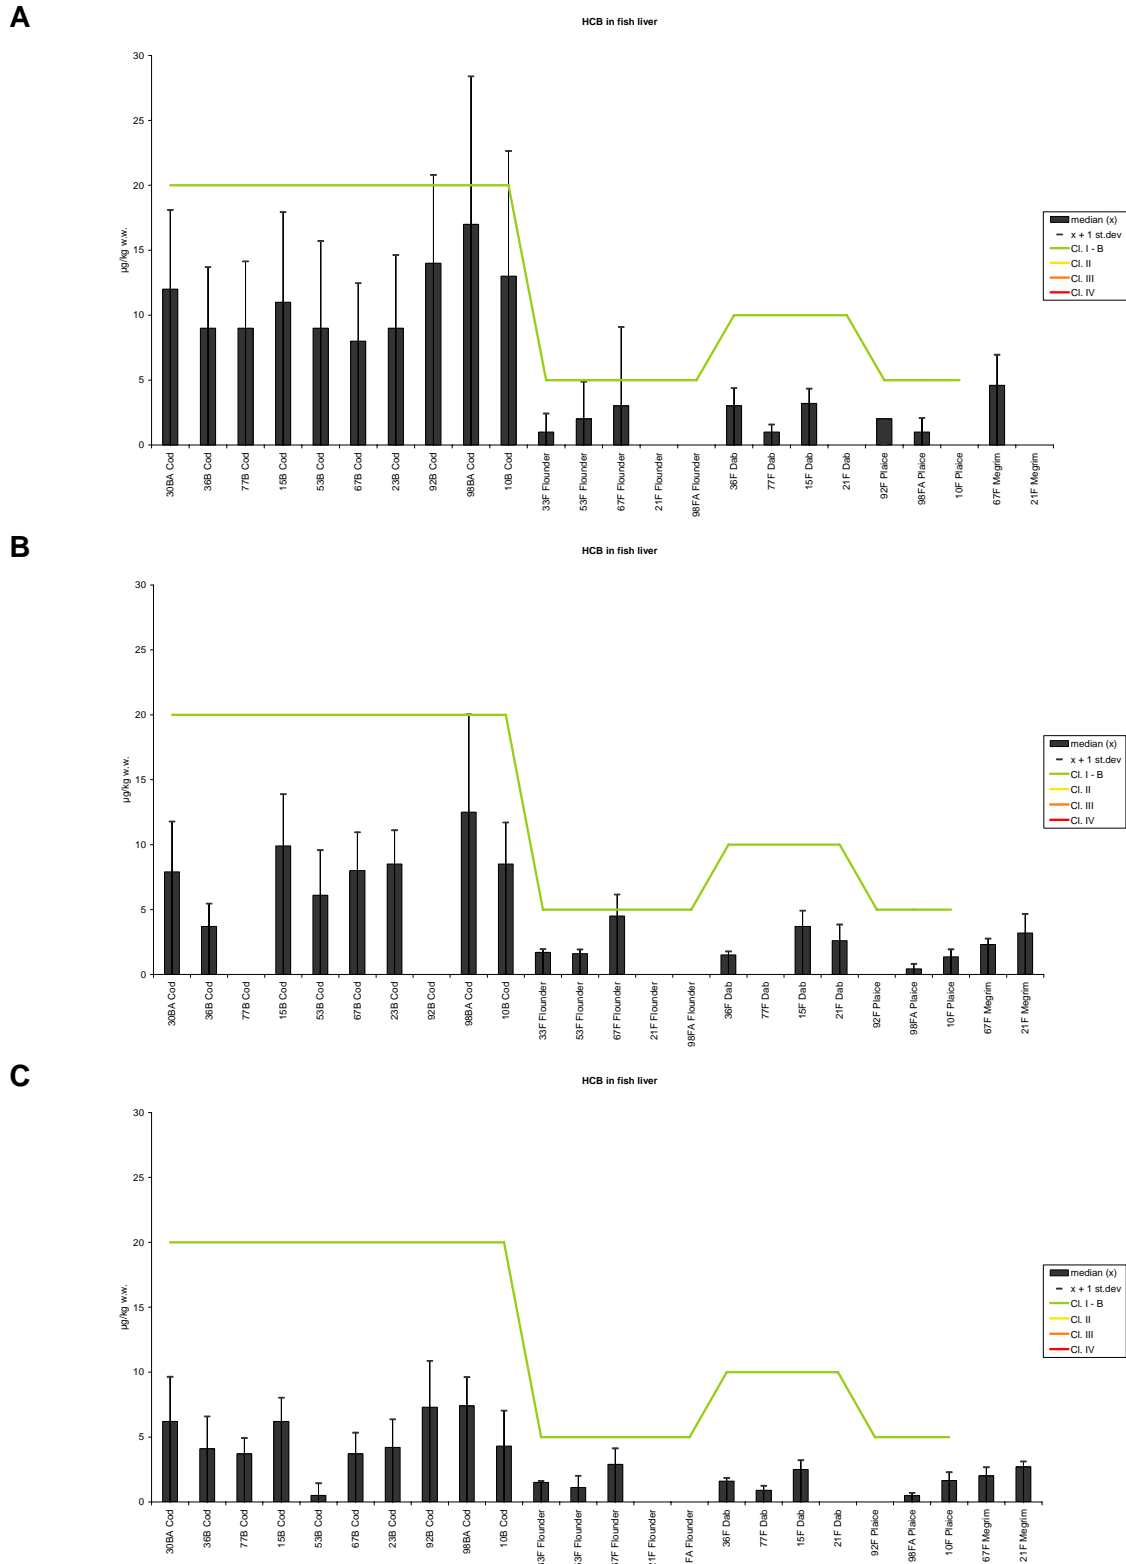 A
HCB in fish liver
30
25
20
15
10
5
0
µg/kg w.w.
30BA Cod
36B Cod
77B Cod
15B Cod
53B Cod
67B Cod
23B Cod
92B Cod
98BA Cod
10B Cod
33F Flounder
53F Flounder
67F Flounder
21F Flounder
98FA Flounder
36F Dab
77F Dab
15F Dab
21F Dab
92F Plaice
98FA Plaice
10F Plaice
67F Megrim
21F Megrim
median (x)
x + 1 st.dev
Cl. I - B
Cl. II
Cl. III
Cl. IV
B
HCB in fish liver
30
25
20
15
10
5
0
µg/kg w.w.
30BA Cod
36B Cod
77B Cod
15B Cod
53B Cod
67B Cod
23B Cod
92B Cod
98BA Cod
10B Cod
33F Flounder
53F Flounder
67F Flounder
21F Flounder
98FA Flounder
36F Dab
77F Dab
15F Dab
21F Dab
92F Plaice
98FA Plaice
10F Plaice
67F Megrim
21F Megrim
median (x)
x + 1 st.dev
Cl. I - B
Cl. II
Cl. III
Cl. IV
C
HCB in fish liver
30
25
20
15
10
5
0
µg/kg w.w.
30BA Cod
36B Cod
77B Cod
15B Cod
53B Cod
67B Cod
23B Cod
92B Cod
98BA Cod
10B Cod
33F Flounder
53F Flounder
67F Flounder
21F Flounder
FA Flounder
36F Dab
77F Dab
15F Dab
21F Dab
92F Plaice
98FA Plaice
10F Plaice
67F Megrim
21F Megrim
median (x)
x + 1 st.dev
Cl. I - B
Cl. II
Cl. III
Cl. IV